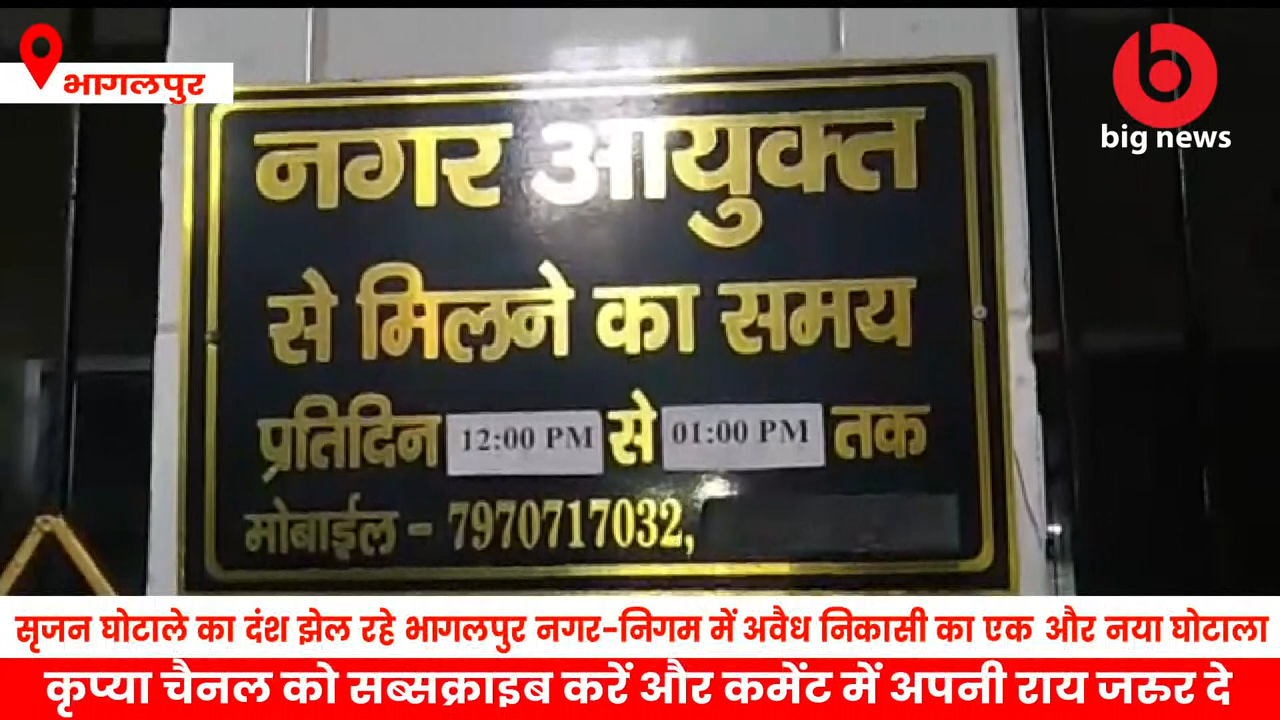 भागलपुर
big news
नगर आयुक्त
से मिलने का समय
प्रतिदिन 12:00 PM से 01:00 PM तक
मोबाईल - 7970717032,
सृजन घोटाले का दंश झेल रहे भागलपुर नगर-निगम में अवैध निकासी का एक और नया घोटाला
कृप्या चैनल को सब्सक्राइब करें और कमेंट में अपनी राय जरुर दे